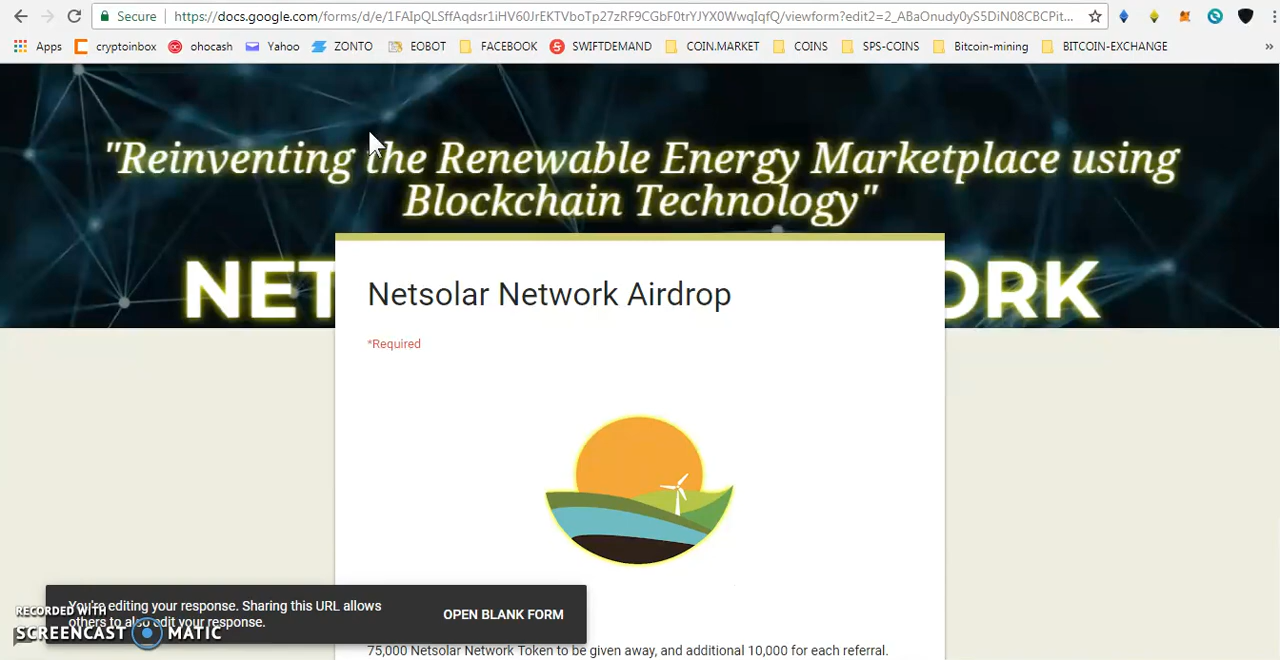 Secure
https://docs.google.com/forms/d/e/1FAIpQLSffAqdsr1iHV60JrEKTVboTp27zRF9CGbF0trYJYX0WwqIqfQ/viewform?edit2=2_ABaOnudy0yS5DiN08CBCPit...
Apps
cryptoinbox
ohocash
Yahoo
ZONTO
EOBOT
FACEBOOK
SWIFTDEMAND
COIN.MARKET
COINS
SPS-COINS
Bitcoin-mining
BITCOIN-EXCHANGE
»
"Reinventing the Renewable Energy Marketplace using
Blockchain Technology"
NET ORK
Netsolar Network Airdrop
*Required
You're editing your response. Sharing this URL allows
others to also edit your response.
OPEN BLANK FORM
RECORDED WITH
SCREENCAST MATIC
75,000 Netsolar Network Token to be given away, and additional 10,000 for each referral.